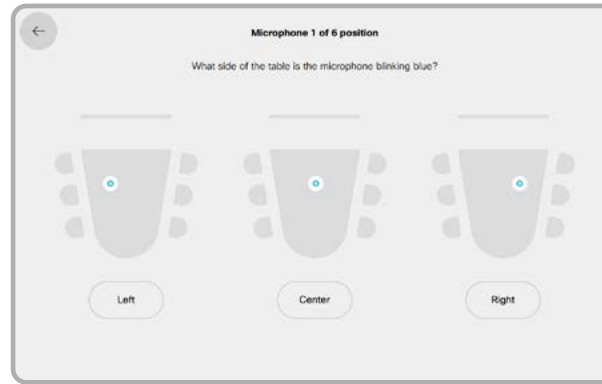 Microphone 1 of 6 position
What side of the table is the microphone blinking blue?
Left
Center
Right